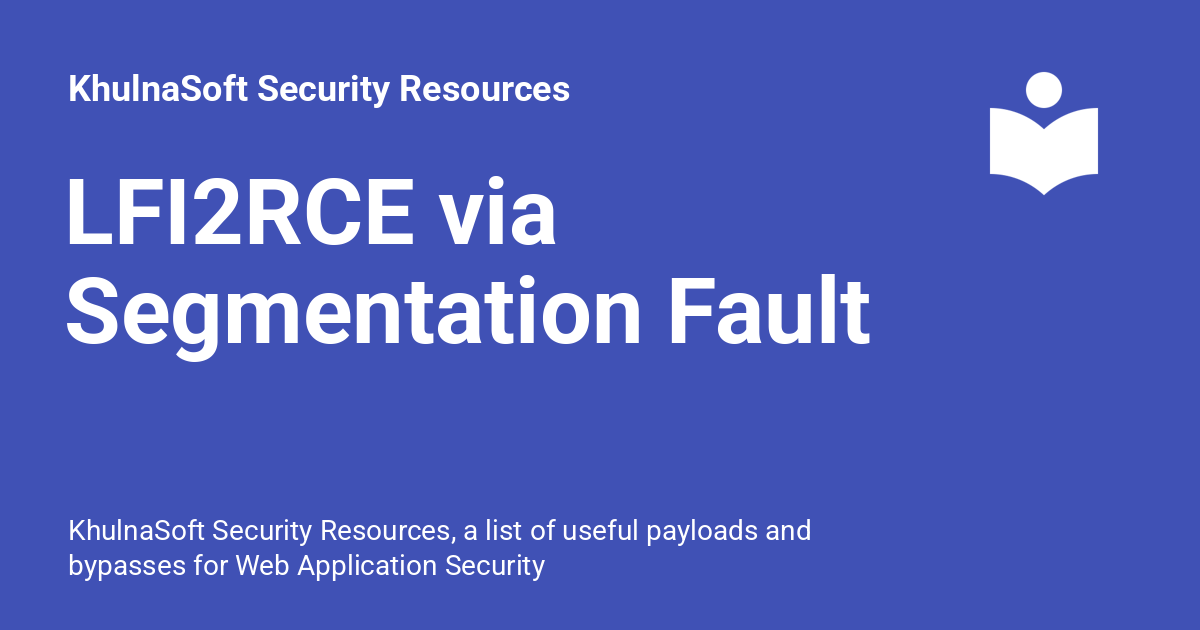 KhulnaSoft Security Resources
LFI2RCE via
Segmentation Fault
KhulnaSoft Security Resources, a list of useful payloads and
bypasses for Web Application Security